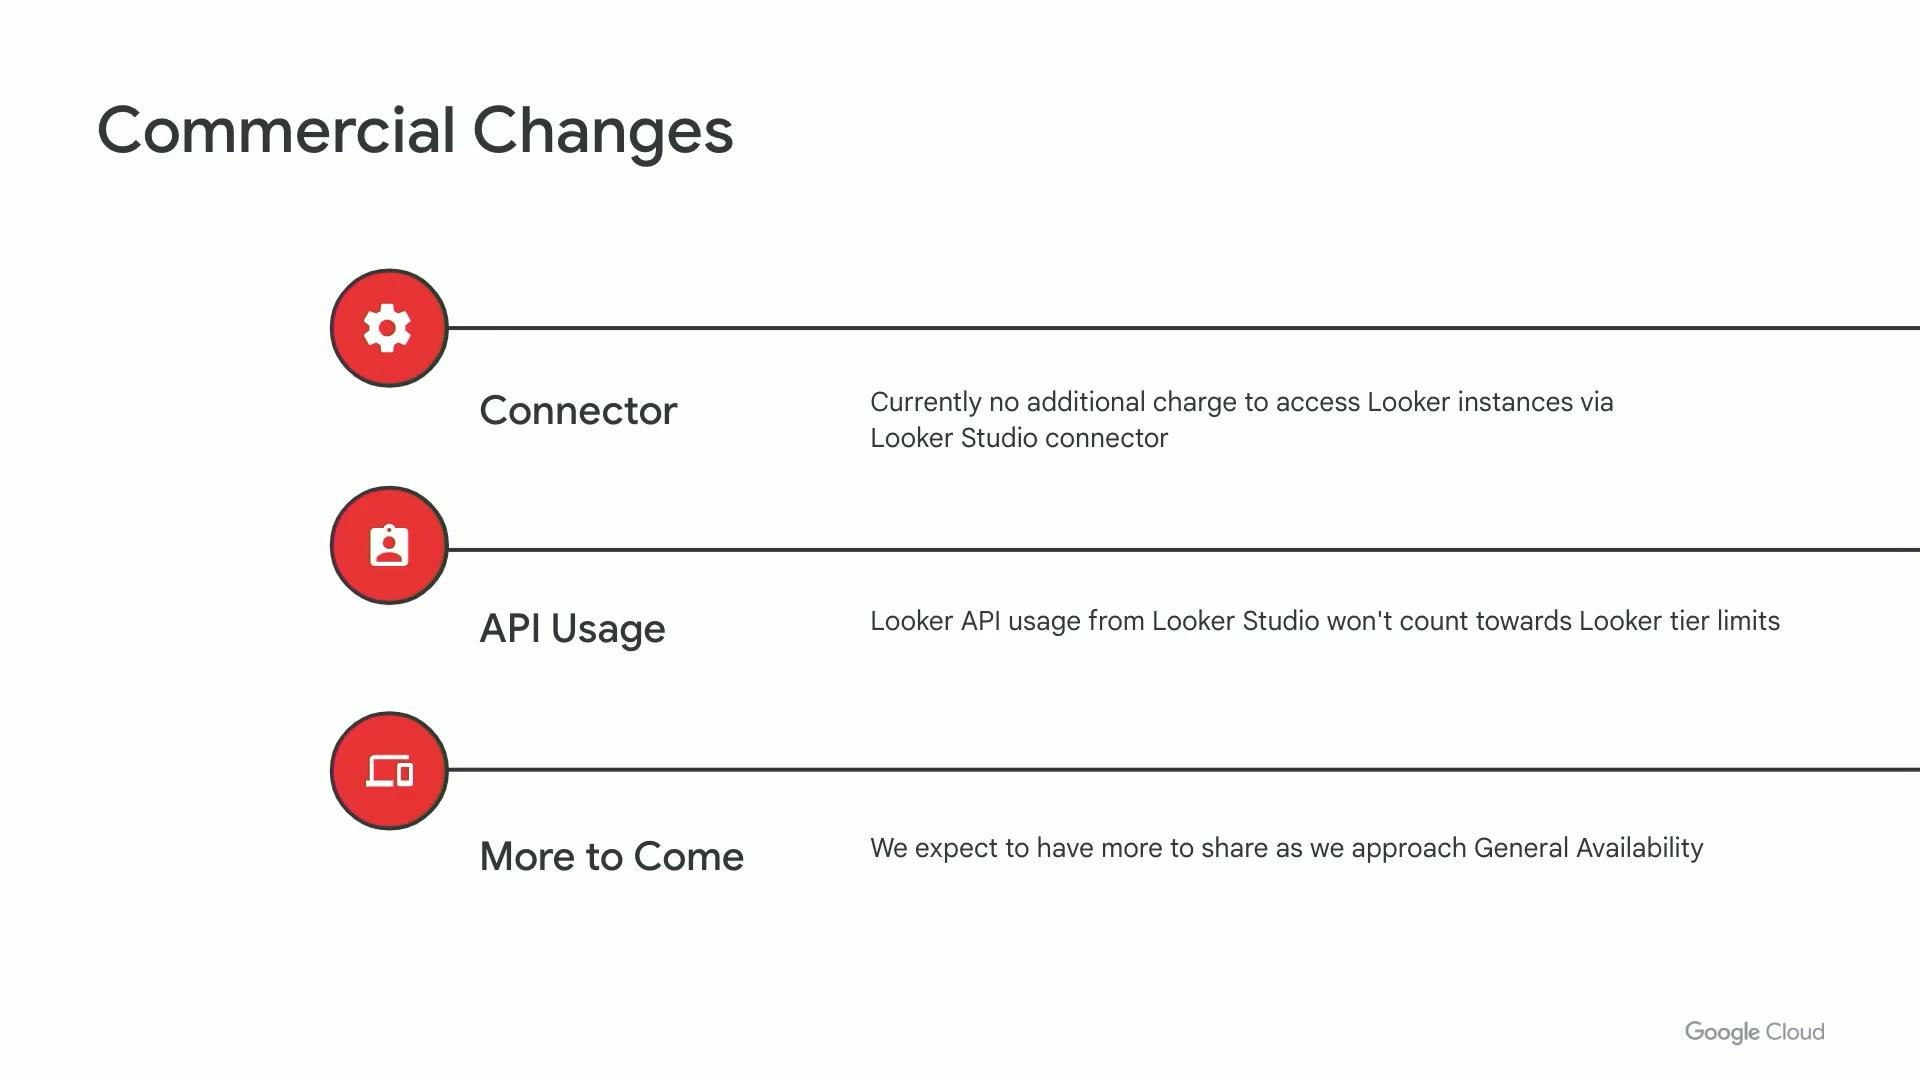 Commercial Changes
Connector
Currently no additional charge to access Looker instances via
Looker Studio connector
API Usage
Looker API usage from Looker Studio won't count towards Looker tier limits
More to Come
We expect to have more to share as we approach General Availability
Google Cloud